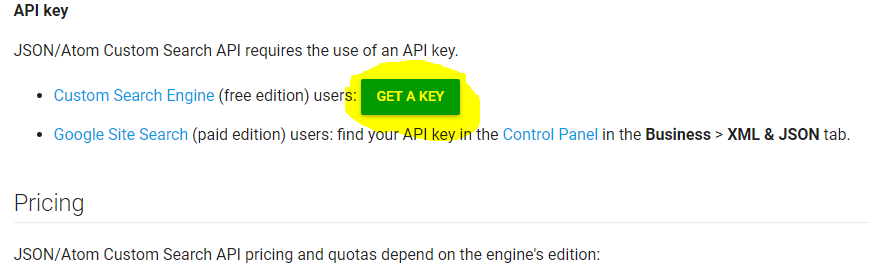 API key
JSON/Atom Custom Search API requires the use of an API key.
Custom Search Engine (free edition) users: GET A KEY
Google Site Search (paid edition) users: find your API key in the Control Panel in the Business > XML & JSON tab.
Pricing
JSON/Atom Custom Search API pricing and quotas depend on the engine's edition: